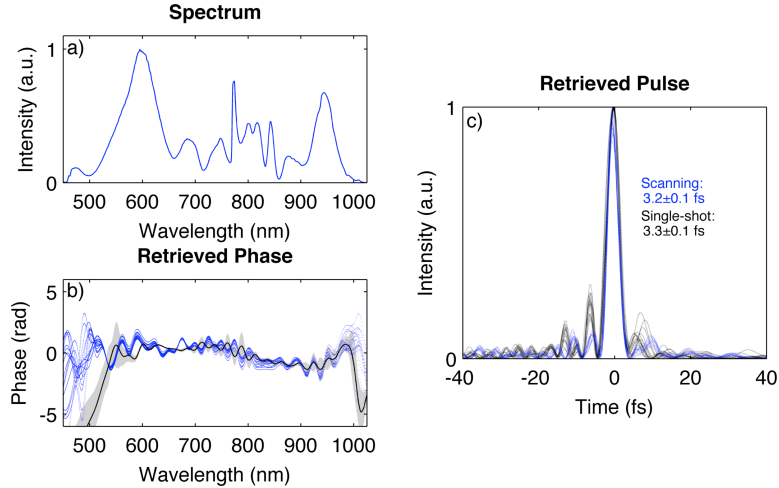 Spectrum
a)
1
0
Intensity (a.u.)
500 600 700 800 900 1000
Wavelength (nm)
Retrieved Phase
b)
5
0
-5
Phase (rad)
500 600 700 800 900 1000
Wavelength (nm)
Retrieved Pulse
c)
1
0
Intensity (a.u.)
Scanning:
3.2±0.1 fs
Single-shot:
3.3±0.1 fs
-40 -20 0 20 40
Time (fs)